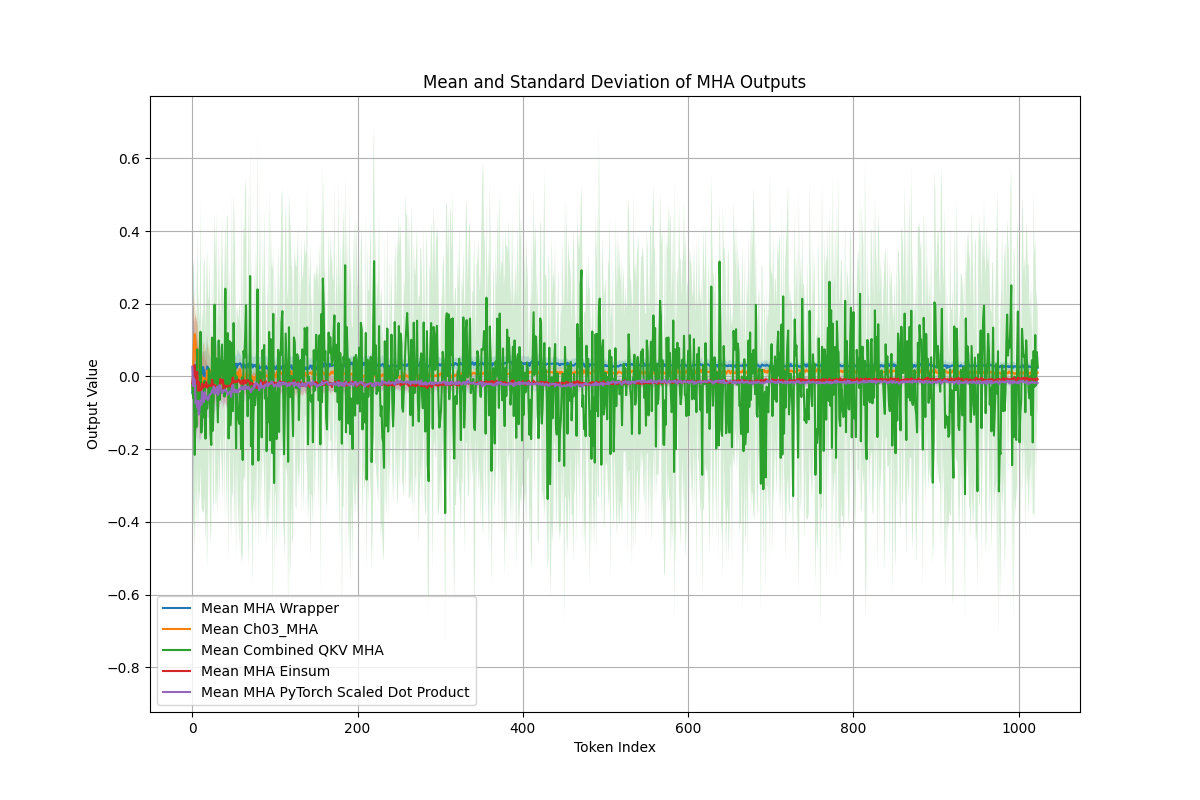 Mean and Standard Deviation of MHA Outputs
Output Value
0.6
0.4
0.2
0.0
−0.2
−0.4
−0.6
−0.8
Mean MHA Wrapper
Mean Ch03_MHA
Mean Combined QKV MHA
Mean MHA Einsum
Mean MHA PyTorch Scaled Dot Product
0 200 400 600 800 1000
Token Index